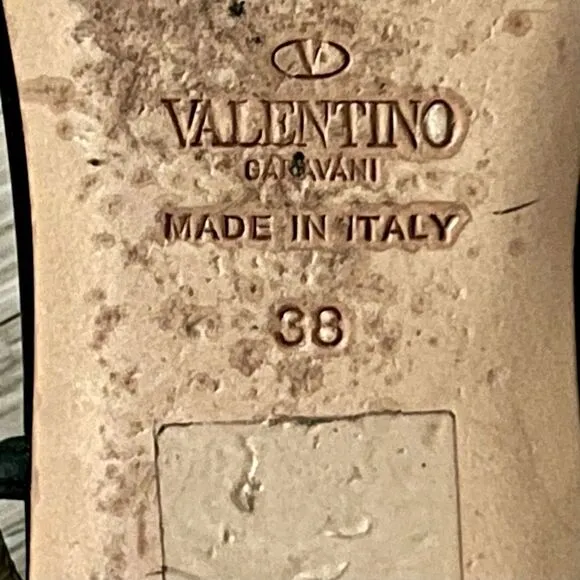 V
VALENTINO
GARAVANI
MADE IN ITALY
38